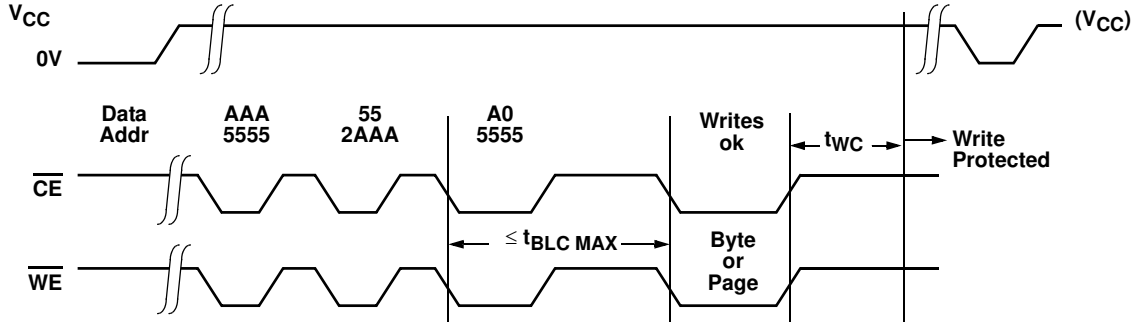 VCC
(VCC)
0V
Data AAA 55 A0 Writes
Addr 5555 2AAA 5555 ok
tWC
Write
Protected
CE
≤ tBLC MAX
Byte
or
Page
WE